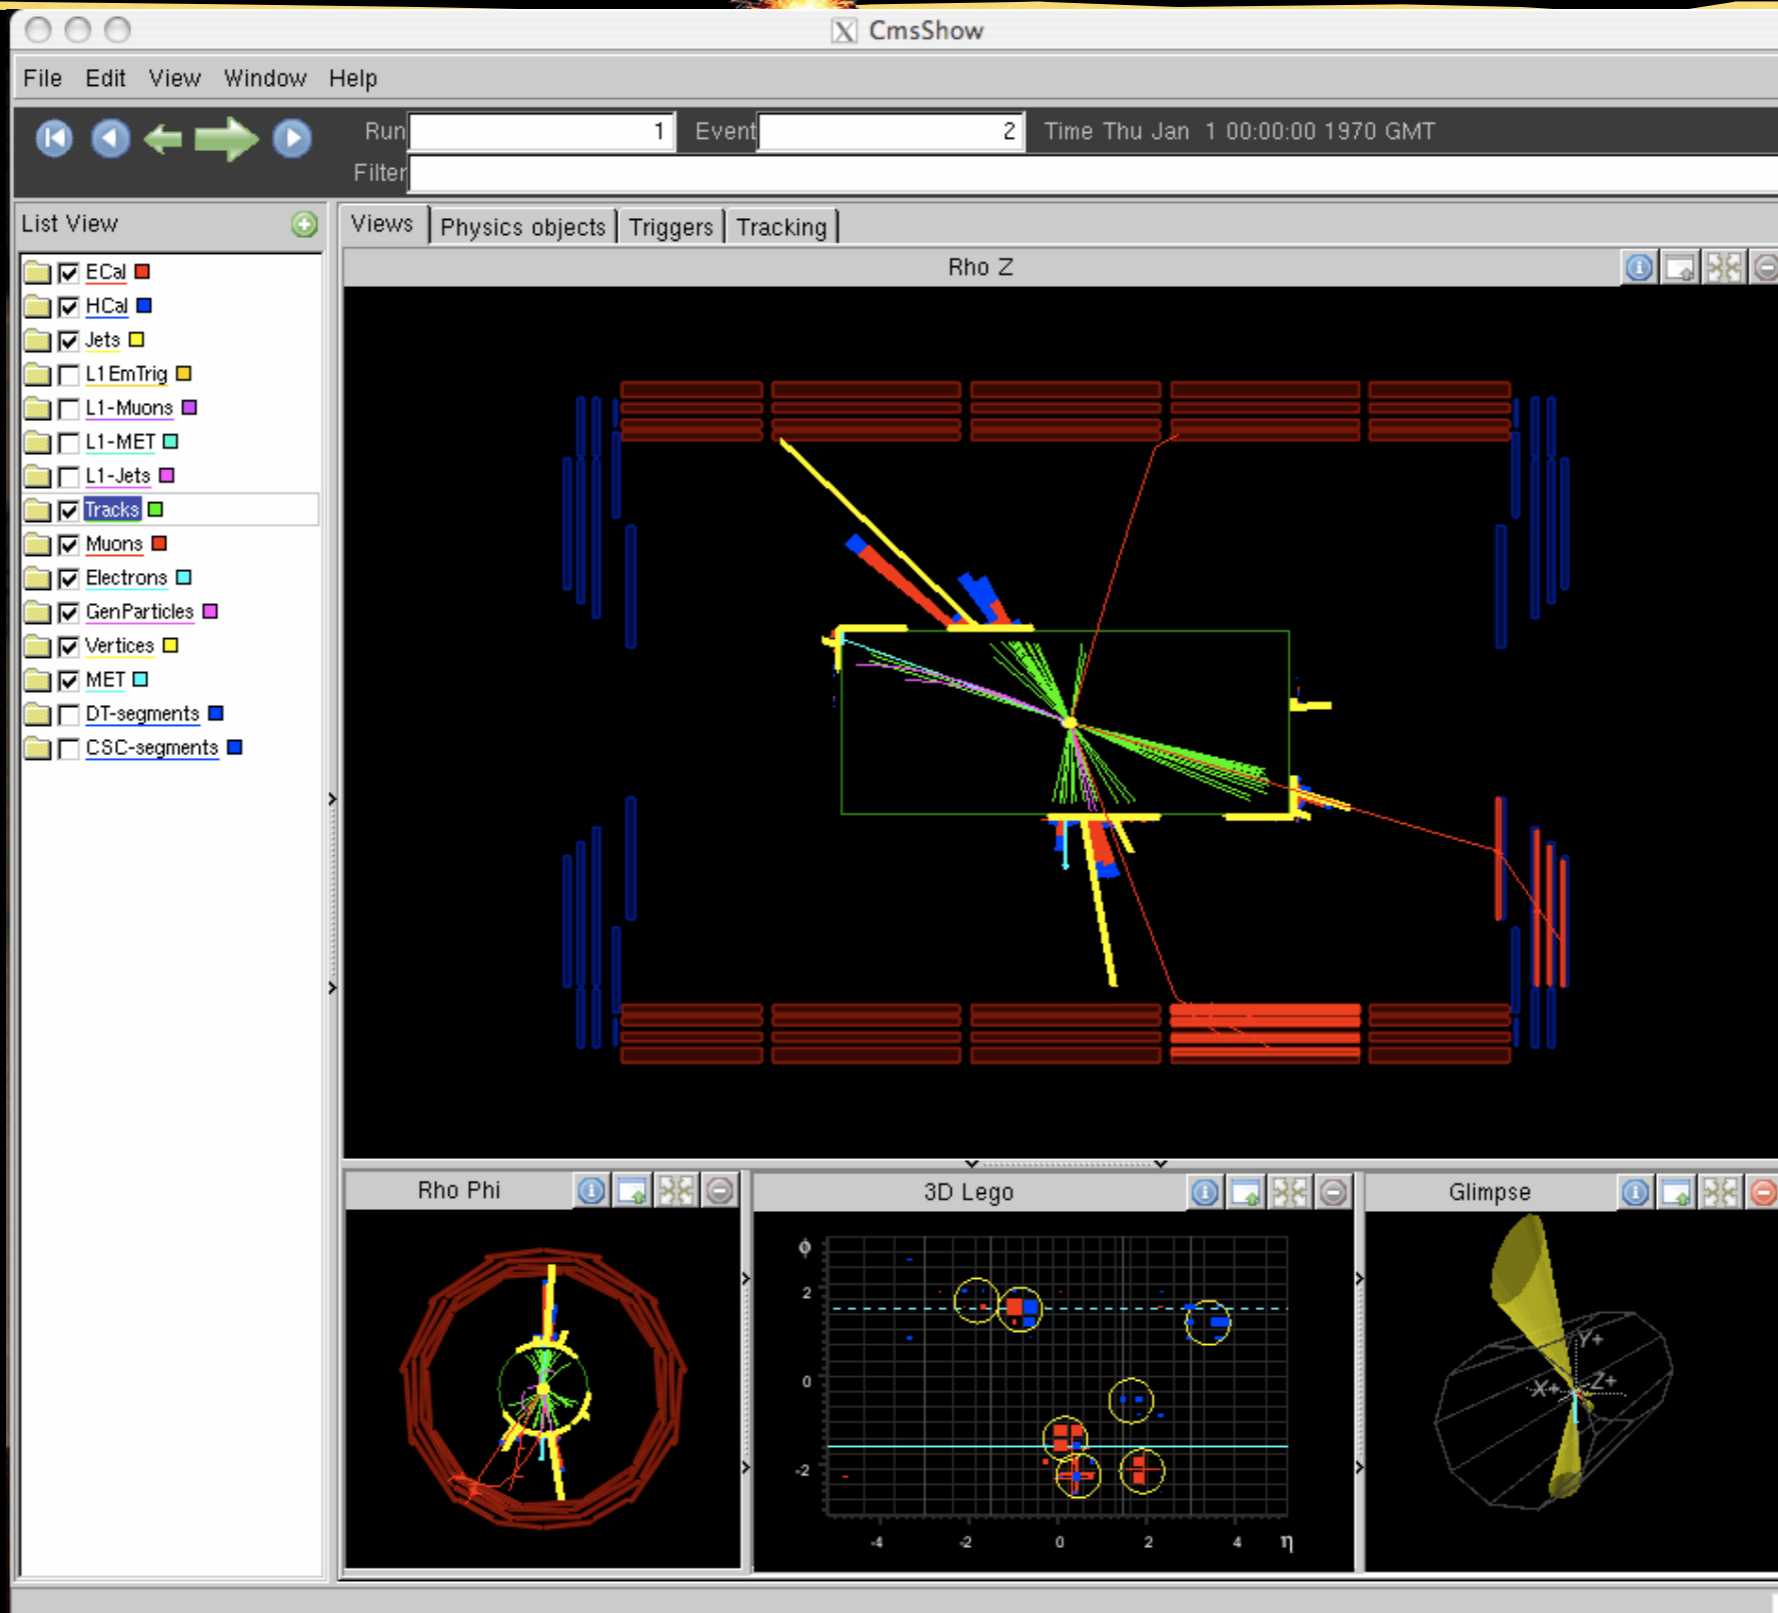 CmsShow
File Edit View Window Help
Run 1 Event 2 Time Thu Jan 1 00:00:00 1970 GMT
Filter
List View
Views Physics objects Triggers Tracking
Rho Z
ECal
HCal
Jets
L1EmTrig
L1-Muons
L1-MET
L1-Jets
Tracks
Muons
Electrons
GenParticles
Vertices
MET
DT-segments
CSC-segments
Rho Phi
3D Lego
ϕ
2
0
-2
-4 -2 0 2 4 η
Glimpse
Y+
X+ Z+